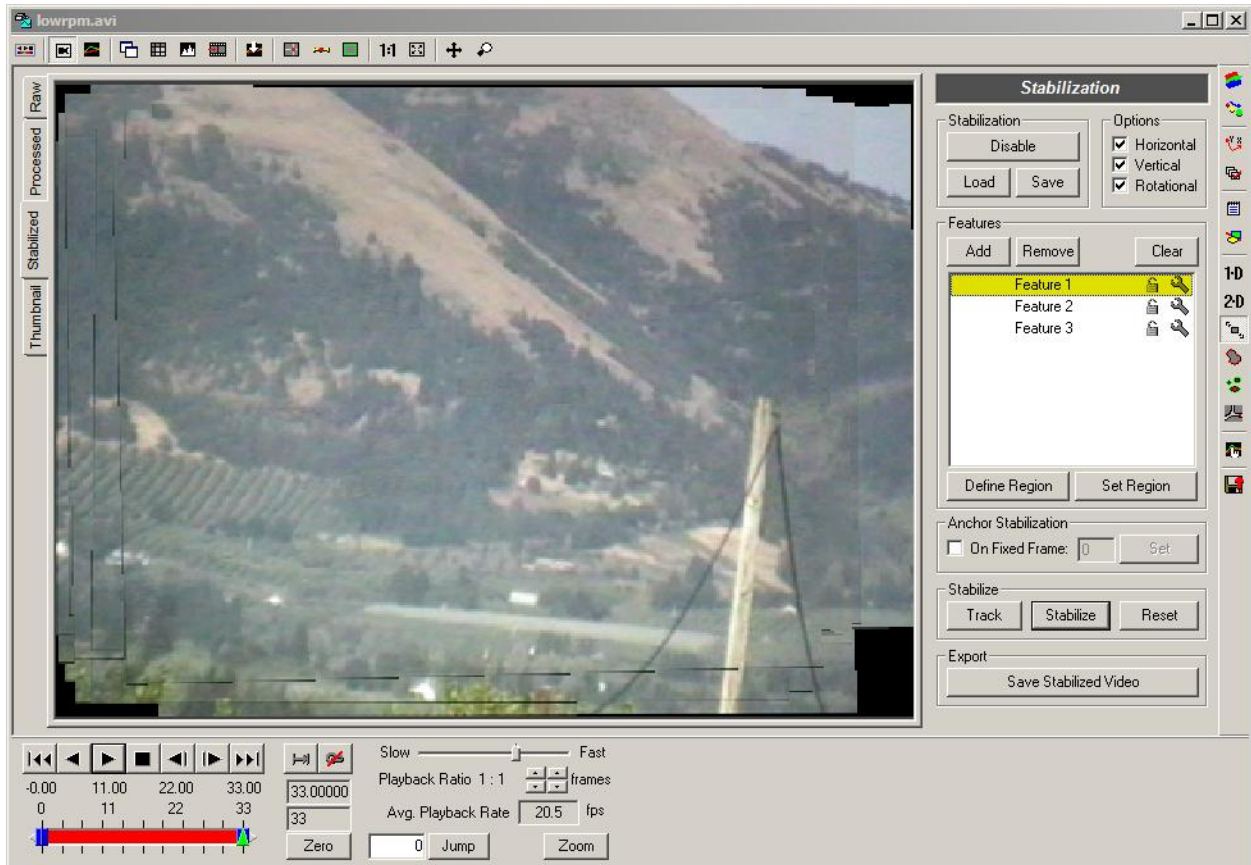 lowrpm.avi
1:1
Raw
Processed
Stabilized
Thumbnail
Stabilization
Stabilization
Disable
Load Save
Options
Horizontal
Vertical
Rotational
Features
Add Remove Clear
Feature 1
Feature 2
Feature 3
Define Region Set Region
Anchor Stabilization
On Fixed Frame: 0 Set
Stabilize
Track Stabilize Reset
Export
Save Stabilized Video
1-D
2-D
-0.00 11.00 22.00 33.00
0 11 22 33
33.00000
33
Zero
Slow Fast
Playback Ratio 1 : 1 frames
Avg. Playback Rate 20.5 fps
0 Jump Zoom